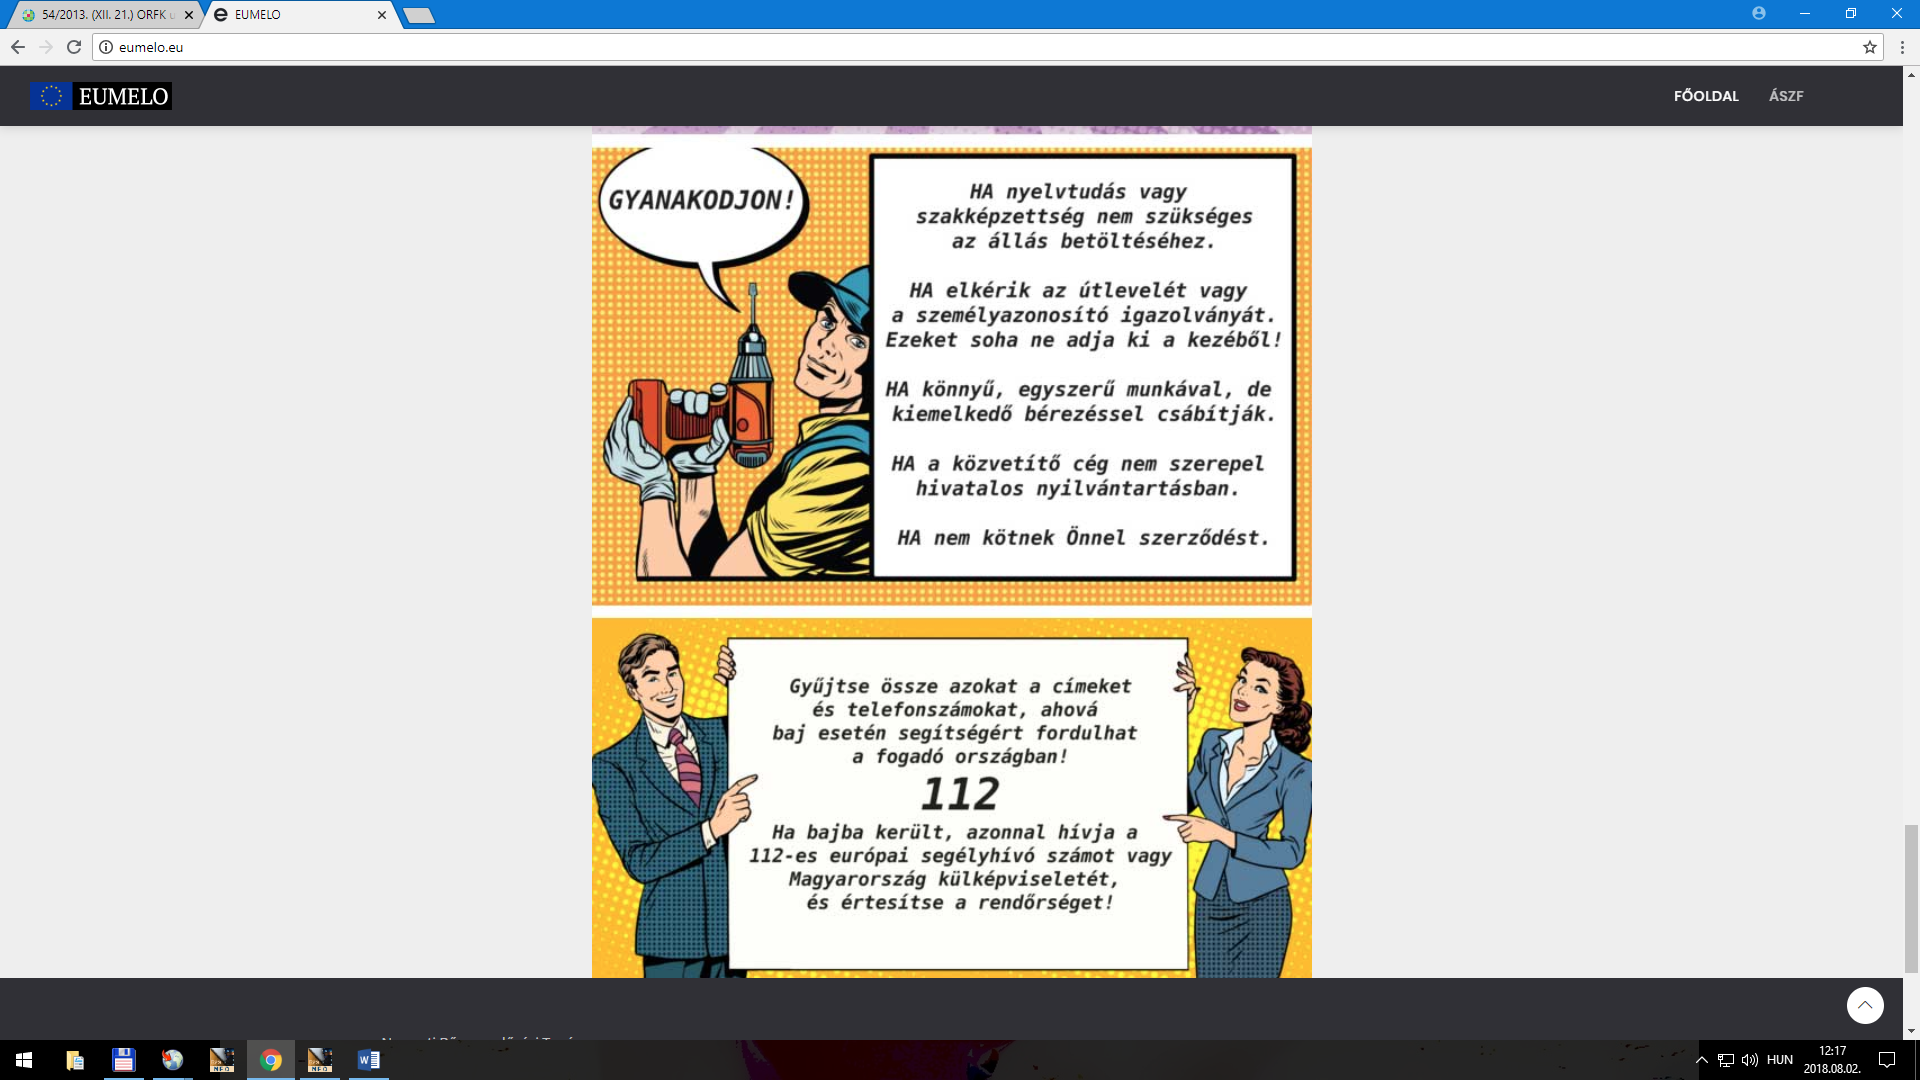 54/2013. (XII. 21.) ORFK u
EUMELO
eumelo.eu
EUMELO
FŐOLDAL
ÁSZF
GYANAKODJON!
HA nyelvtudás vagy
szakképzettség nem szükséges
az állás betöltéséhez.
HA elkérik az útlevelét vagy
a személyazonosító igazolványát.
Ezeket soha ne adja ki a kezéből!
HA könnyű, egyszerű munkával, de
kiemelkedő bérezéssel csábítják.
HA a közvetítő cég nem szerepel
hivatalos nyilvántartásban.
HA nem kötnek Önnel szerződést.
Gyűjtse össze azokat a címeket
és telefonszámokat, ahová
baj esetén segítségért fordulhat
a fogadó országban!
112
Ha bajba került, azonnal hívja a
112-es európai segélyhívó számot vagy
Magyarország külképviseletét,
és értesítse a rendőrséget!
HUN
12:17
2018.08.02.